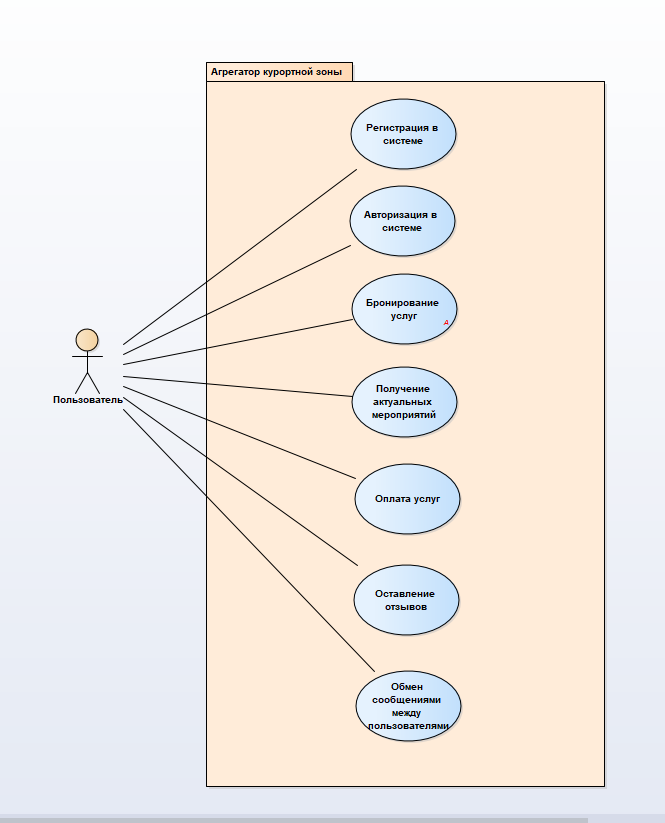 Агрегатор курортной зоны
Регистрация в
системе
Авторизация в
системе
Бронирование
услуг
А
Получение
актуальных
мероприятий
Пользователь
Оплата услуг
Оставление
отзывов
Обмен
сообщениями
между
пользователями